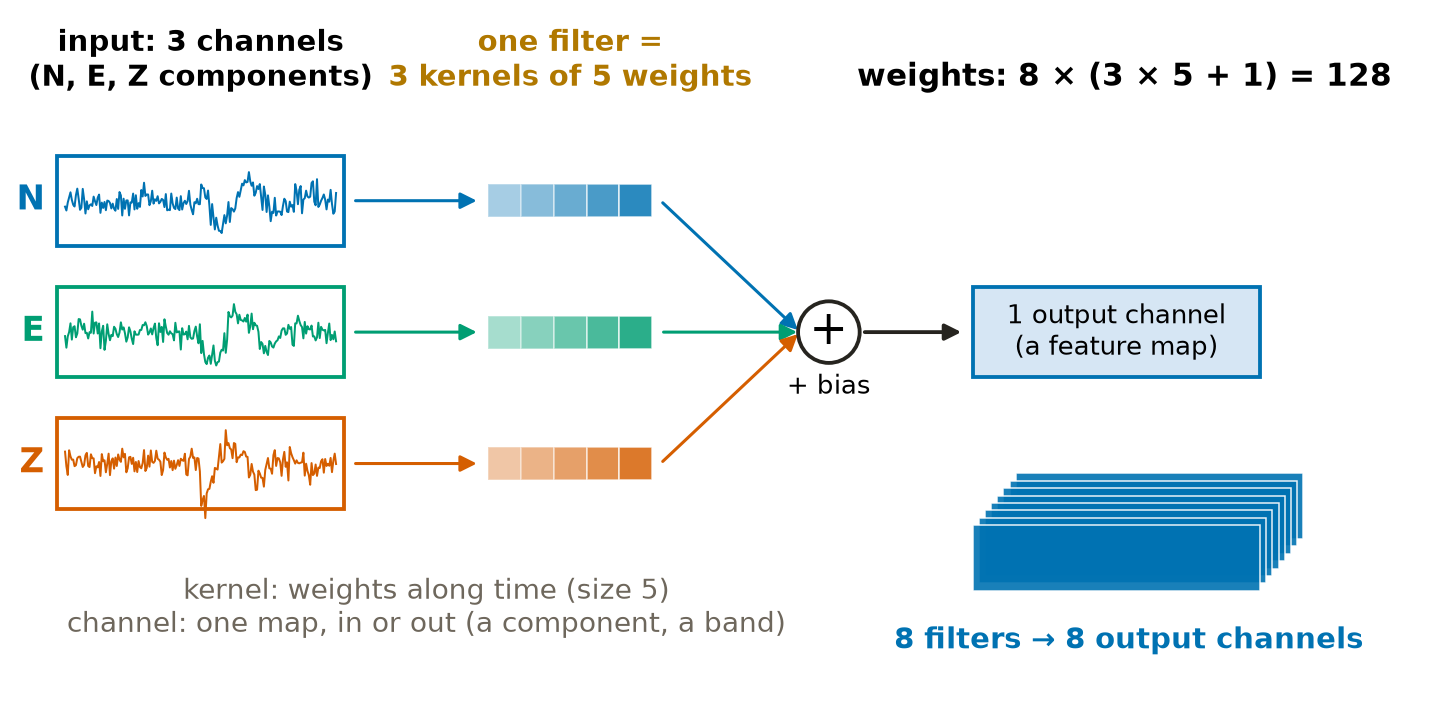 input: 3 channels
(N, E, Z components)
one filter =
3 kernels of 5 weights
weights: 8 × (3 × 5 + 1) = 128
N
E
Z
+
+ bias
1 output channel
(a feature map)
kernel: weights along time (size 5)
channel: one map, in or out (a component, a band)
8 filters → 8 output channels